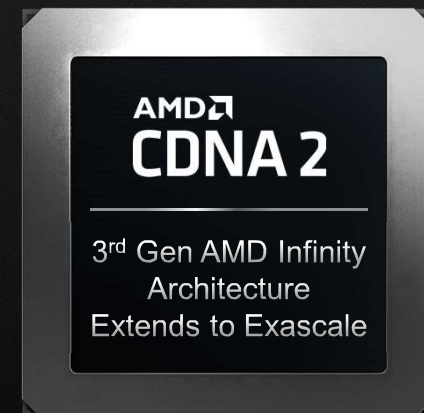 AMD
CDNA 2
3rd Gen AMD Infinity
Architecture
Extends to Exascale